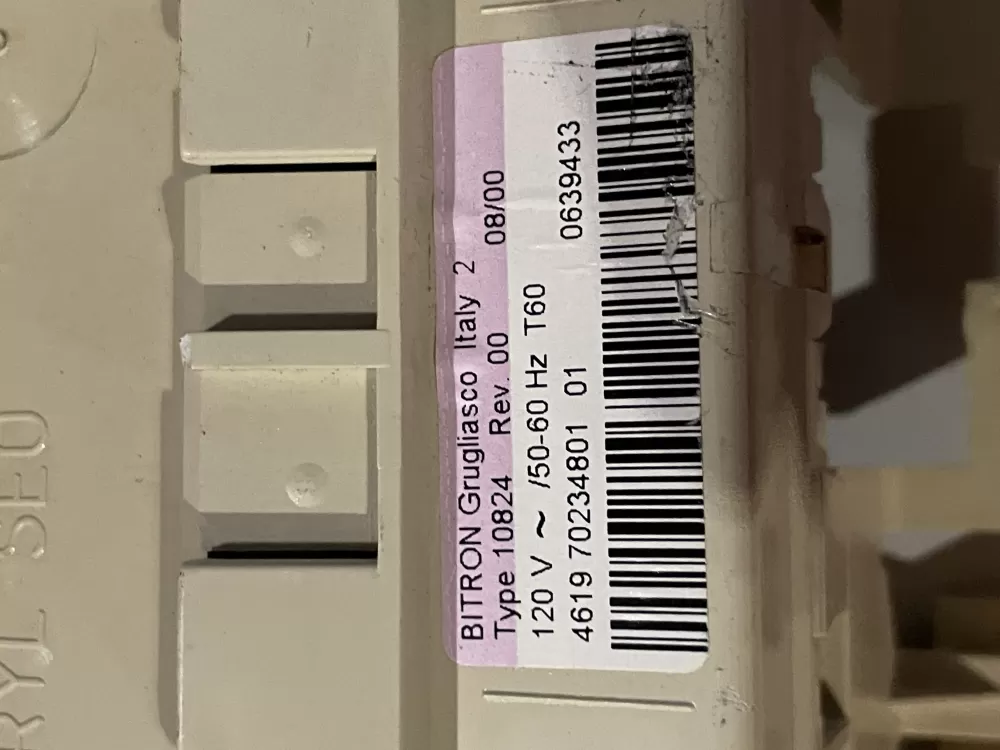 BITRON Grugliasco Italy 2
Type 10824 Rev. 00 08/00
120 V ~ /50-60 Hz T60
4619 70234801 01 0639433